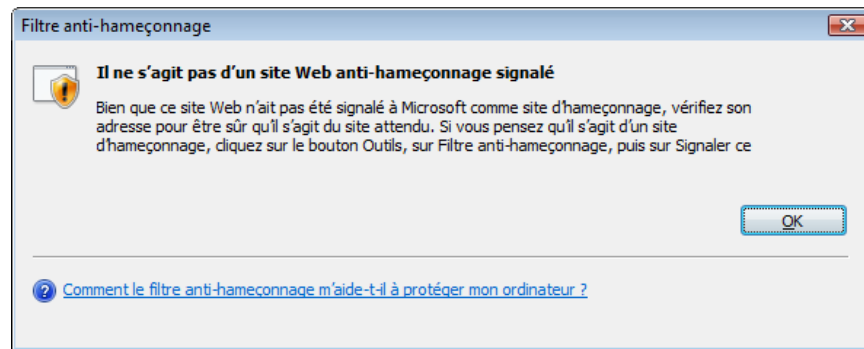 Filtre anti-hameçonnage
Il ne s'agit pas d'un site Web anti-hameçonnage signalé
Bien que ce site Web n'ait pas été signalé à Microsoft comme site d'hameçonnage, vérifiez son
adresse pour être sûr qu'il s'agit du site attendu. Si vous pensez qu'il s'agit d'un site
d'hameçonnage, cliquez sur le bouton Outils, sur Filtre anti-hameçonnage, puis sur Signaler ce
OK
Comment le filtre anti-hameçonnage m'aide-t-il à protéger mon ordinateur ?